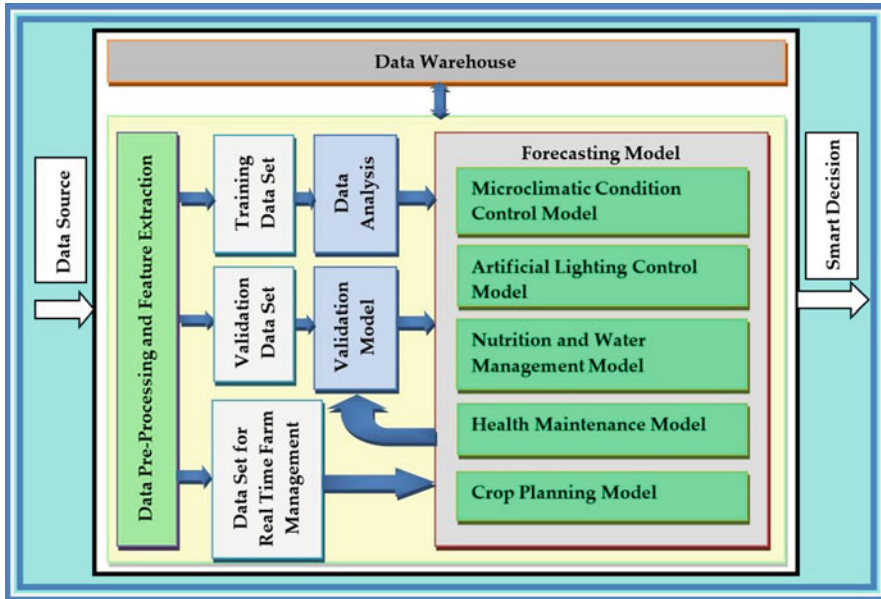 Data Warehouse
Data Source
Data Pre-Processing and Feature Extraction
Training
Data Set
Data
Analysis
Validation
Data Set
Validation
Model
Data Set for
Real Time Farm
Management
Forecasting Model
Microclimatic Condition
Control Model
Artificial Lighting Control
Model
Nutrition and Water
Management Model
Health Maintenance Model
Crop Planning Model
Smart Decision